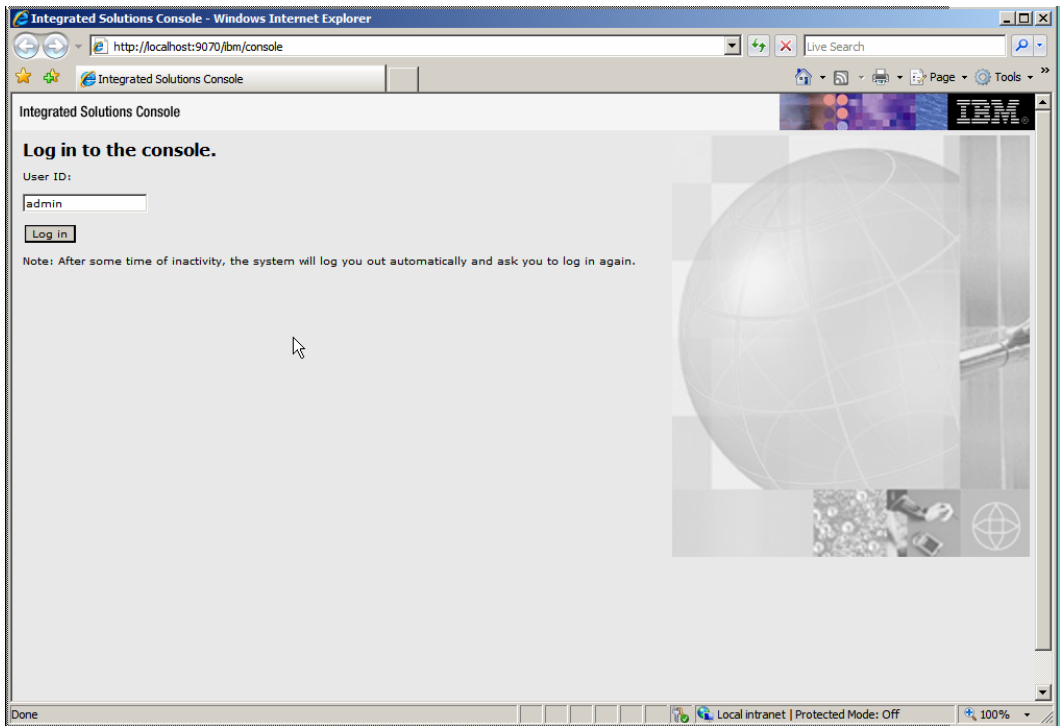 Integrated Solutions Console - Windows Internet Explorer
http://localhost:9070/ibm/console
Live Search
Integrated Solutions Console
Page
Tools
Integrated Solutions Console
IBM®
Log in to the console.
User ID:
admin
Log in
Note: After some time of inactivity, the system will log you out automatically and ask you to log in again.
Done
Local intranet | Protected Mode: Off
100%